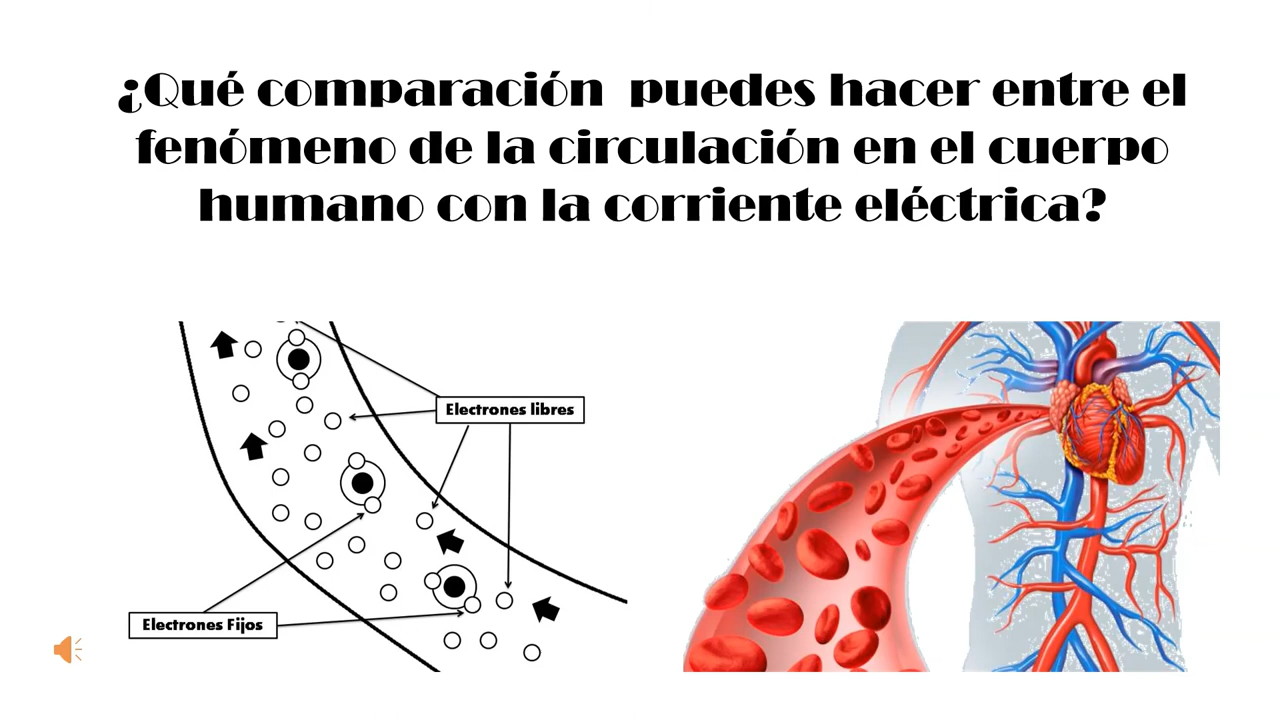 ¿Qué comparación puedes hacer entre el
fenómeno de la circulación en el cuerpo
humano con la corriente eléctrica?
Electrones libres
Electrones Fijos